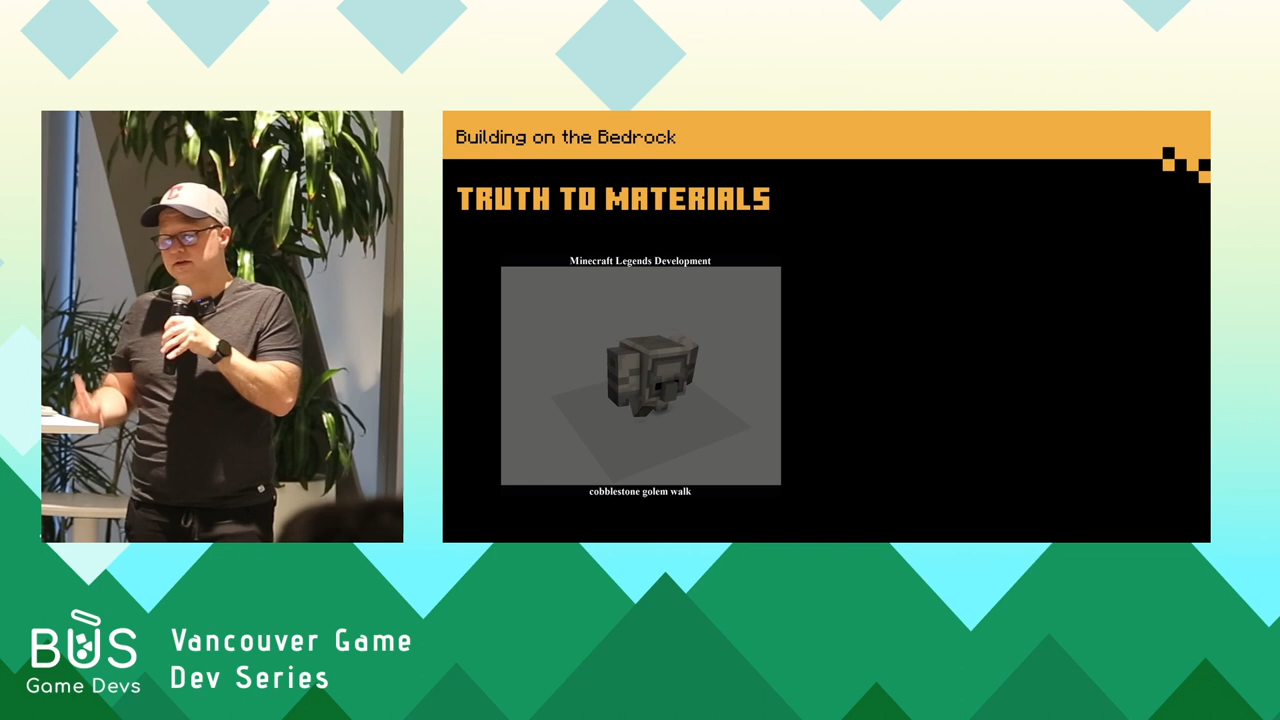 Building on the Bedrock
TRUTH TO MATERIALS
Minecraft Legends Development
cobblestone golem walk
C
BUS
Game Devs
Vancouver Game
Dev Series